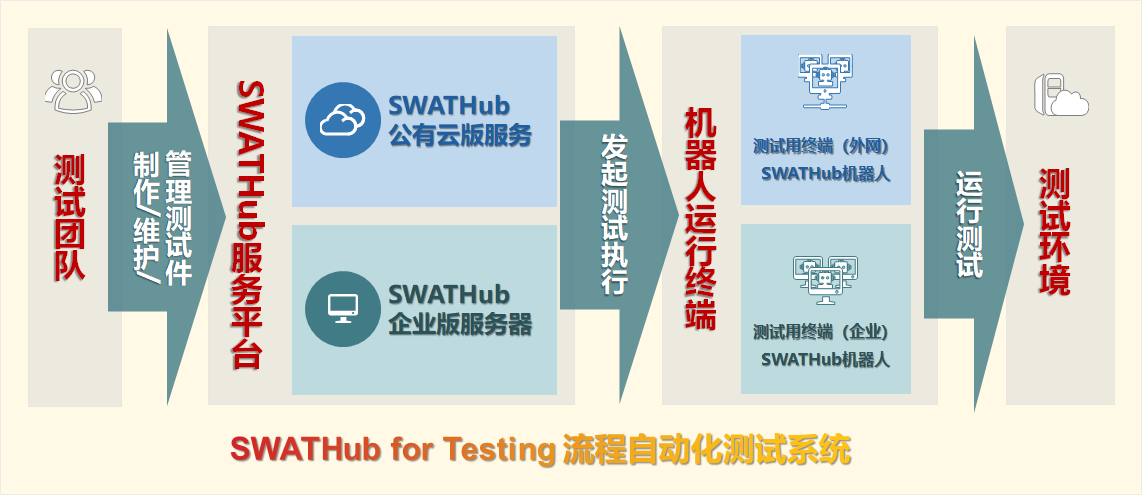 测试团队
制作/维护/
管理测试件
SWATHub服务平台
SWATHub
公有云版服务
SWATHub
企业版服务器
发起测试执行
机器人运行终端
测试用终端（外网）
SWATHub机器人
测试用终端（企业）
SWATHub机器人
运行测试
测试环境
SWATHub for Testing 流程自动化测试系统